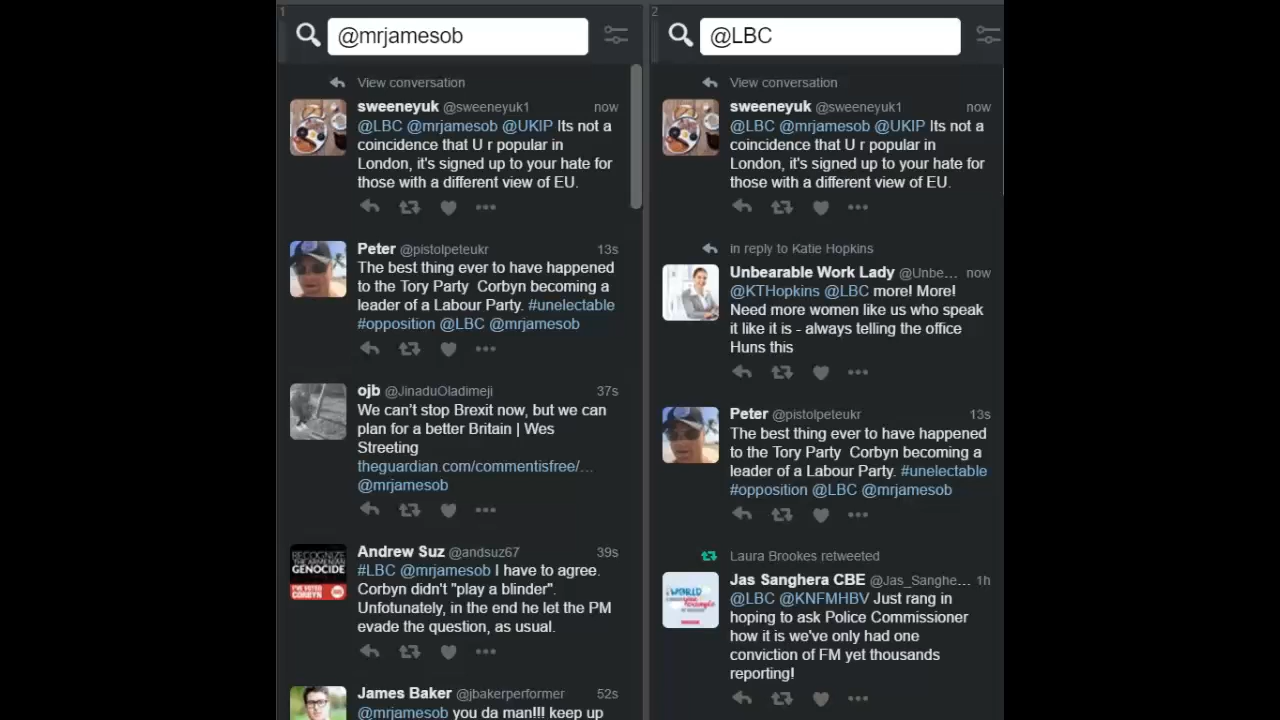 1
@mrjamesob
View conversation
sweeneyuk @sweeneyuk1 now
@LBC @mrjamesob @UKIP Its not a
coincidence that U r popular in
London, it's signed up to your hate for
those with a different view of EU.
Peter @pistolpeteukr 13s
The best thing ever to have happened
to the Tory Party Corbyn becoming a
leader of a Labour Party. #unelectable
#opposition @LBC @mrjamesob
ojb @JinaduOladimeji 37s
We can't stop Brexit now, but we can
plan for a better Britain | Wes
Streeting
theguardian.com/commentisfree/…
@mrjamesob
RECOGNIZE
THE ARMENIAN
GENOCIDE
I'VE VOTED
CORBYN
Andrew Suz @andsuz67 39s
#LBC @mrjamesob I have to agree.
Corbyn didn't "play a blinder".
Unfotunately, in the end he let the PM
evade the question, as usual.
James Baker @jbakerperformer 52s
@mrjamesob you da man!!! keep up
2
@LBC
View conversation
sweeneyuk @sweeneyuk1 now
@LBC @mrjamesob @UKIP Its not a
coincidence that U r popular in
London, it's signed up to your hate for
those with a different view of EU.
in reply to Katie Hopkins
Unbearable Work Lady @Unbe... now
@KTHopkins @LBC more! More!
Need more women like us who speak
it like it is - always telling the office
Huns this
Peter @pistolpeteukr 13s
The best thing ever to have happened
to the Tory Party Corbyn becoming a
leader of a Labour Party. #unelectable
#opposition @LBC @mrjamesob
Laura Brookes retweeted
WORLD
Jas Sanghera CBE @Jas_Sanghe... 1h
@LBC @KNFMHBV Just rang in
hoping to ask Police Commissioner
how it is we've only had one
conviction of FM yet thousands
reporting!